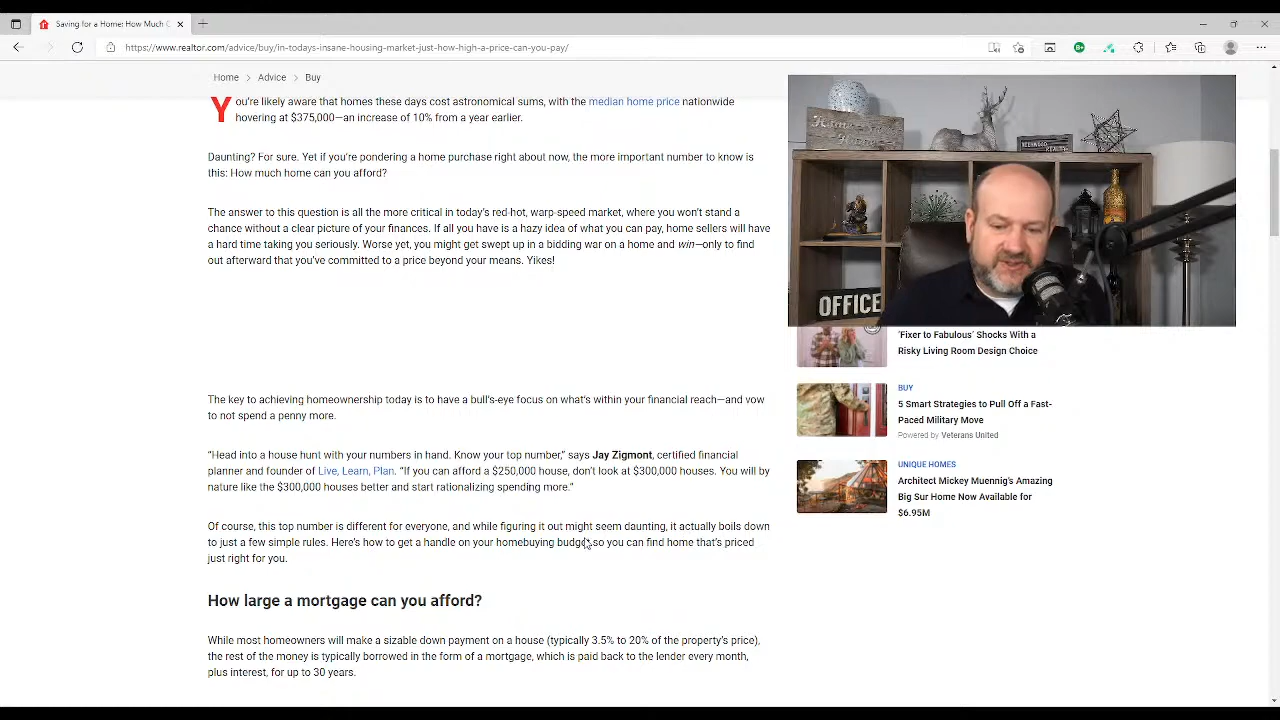 Saving for a Home: How Much
https://www.realtor.com/advice/buy/in-todays-insane-housing-market-just-how-high-a-price-can-you-pay/
Home > Advice > Buy
You're likely aware that homes these days cost astronomical sums, with the median home price nationwide
hovering at $375,000—an increase of 10% from a year earlier.
Daunting? For sure. Yet if you're pondering a home purchase right about now, the more important number to know is
this: How much home can you afford?
The answer to this question is all the more critical in today's red-hot, warp-speed market, where you won't stand a
chance without a clear picture of your finances. If all you have is a hazy idea of what you can pay, home sellers will have
a hard time taking you seriously. Worse yet, you might get swept up in a bidding war on a home and win—only to find
out afterward that you've committed to a price beyond your means. Yikes!
The key to achieving homeownership today is to have a bull's-eye focus on what's within your financial reach—and vow
to not spend a penny more.
“Head into a house hunt with your numbers in hand. Know your top number,” says Jay Zigmont, certified financial
planner and founder of Live, Learn, Plan. “If you can afford a $250,000 house, don't look at $300,000 houses. You will by
nature like the $300,000 houses better and start rationalizing spending more.”
Of course, this top number is different for everyone, and while figuring it out might seem daunting, it actually boils down
to just a few simple rules. Here's how to get a handle on your homebuying budget so you can find home that's priced
just right for you.
How large a mortgage can you afford?
While most homeowners will make a sizable down payment on a house (typically 3.5% to 20% of the property's price),
the rest of the money is typically borrowed in the form of a mortgage, which is paid back to the lender every month,
plus interest, for up to 30 years.
OFFICE
‘Fixer to Fabulous’ Shocks With a
Risky Living Room Design Choice
BUY
5 Smart Strategies to Pull Off a Fast-
Paced Military Move
Powered by Veterans United
UNIQUE HOMES
Architect Mickey Muennig's Amazing
Big Sur Home Now Available for
$6.95M